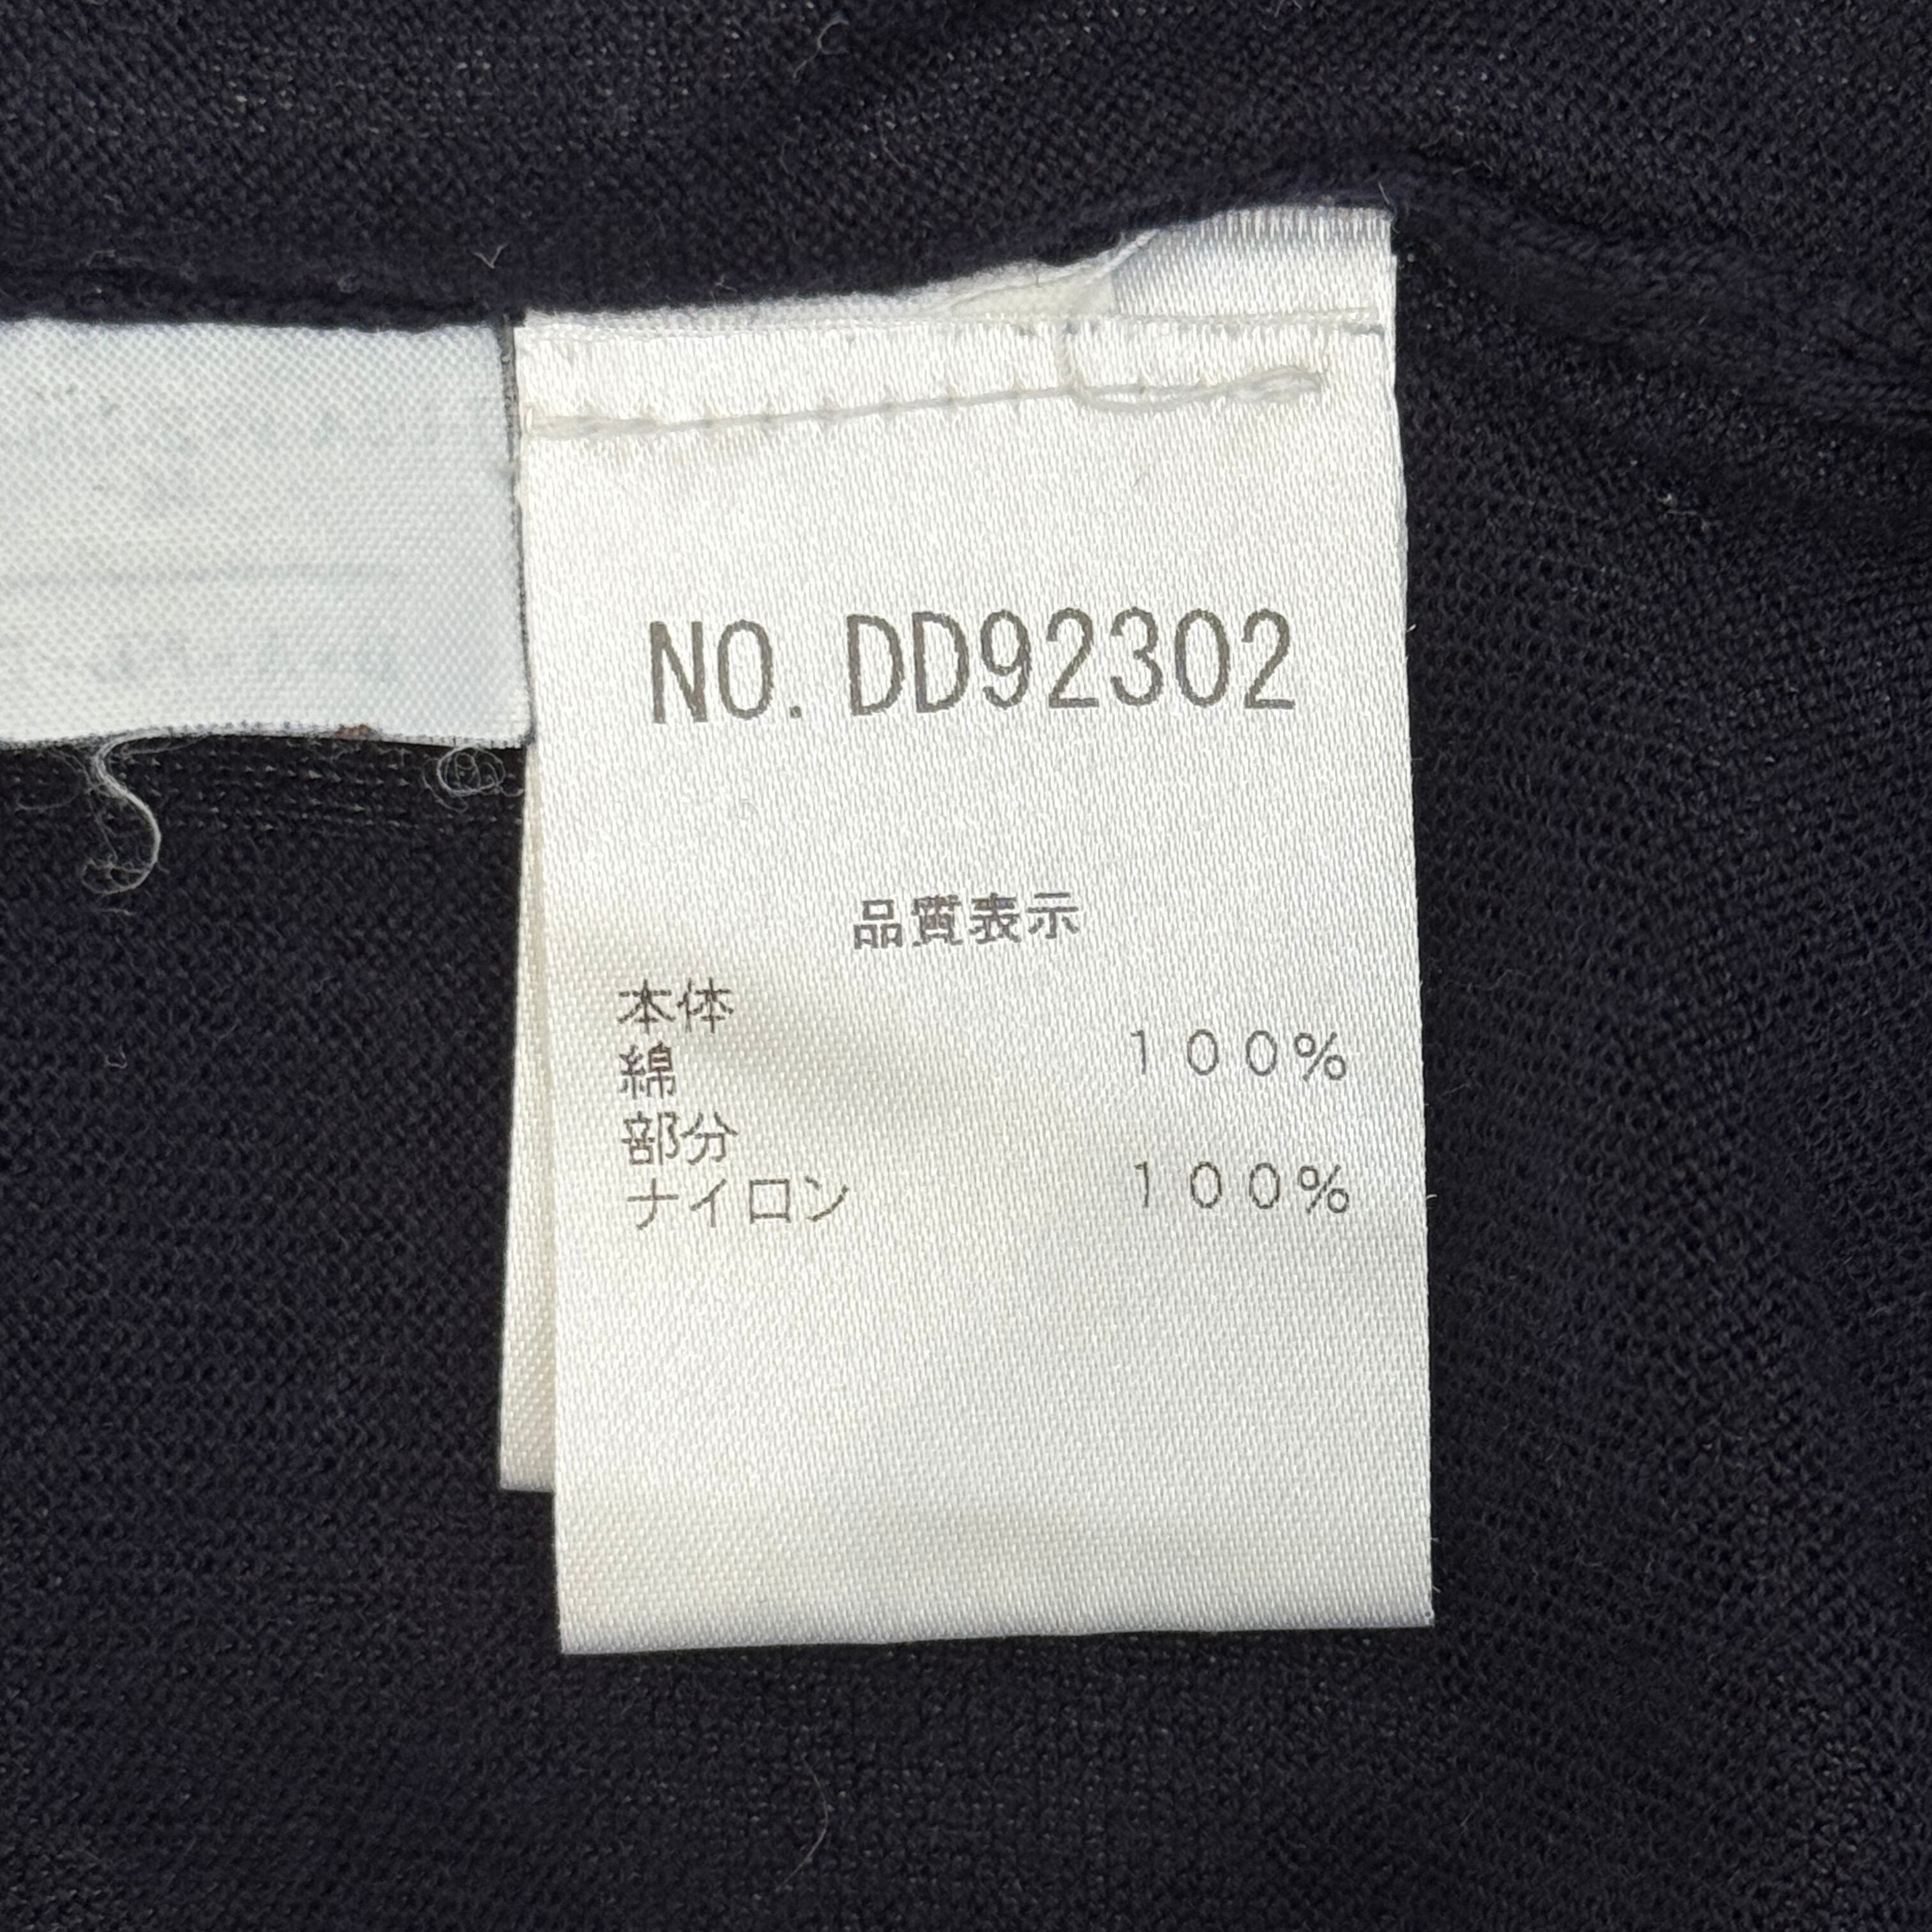 NO. DD92302
品質表示
本体
綿 100%
部分
ナイロン 100%